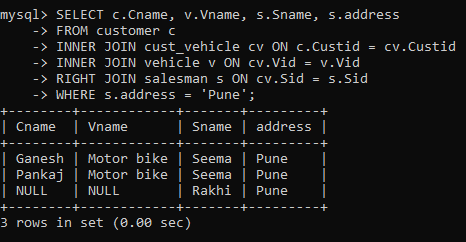 mysql> SELECT c.Cname, v.Vname, s.Sname, s.address
    -> FROM customer c
    -> INNER JOIN cust_vehicle cv ON c.Custid = cv.Custid
    -> INNER JOIN vehicle v ON cv.Vid = v.Vid
    -> RIGHT JOIN salesman s ON cv.Sid = s.Sid
    -> WHERE s.address = 'Pune';
+--------+------------+-------+---------+
| Cname  | Vname      | Sname | address |
+--------+------------+-------+---------+
| Ganesh | Motor bike | Seema | Pune    |
| Pankaj | Motor bike | Seema | Pune    |
| NULL   | NULL       | Rakhi | Pune    |
+--------+------------+-------+---------+
3 rows in set (0.00 sec)